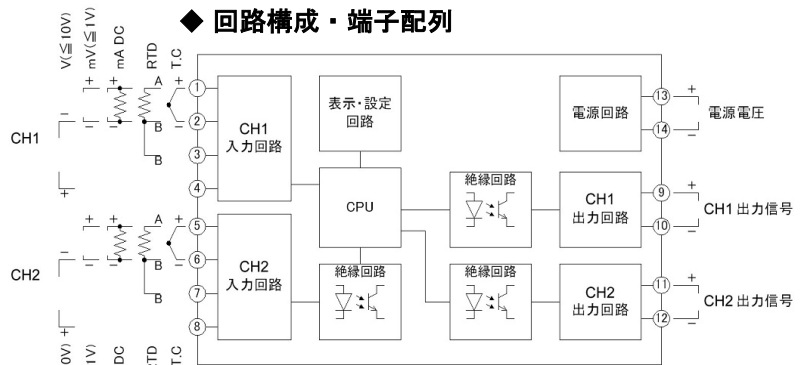 ◆ 回路構成・端子配列
V(≦10V)
mV(≦1V)
mA DC
RTD
T.C
CH1
－
＋
＋
－
＋
－
A
B
B
＋
－
1
2
3
4
CH1
入力回路
表示・設定
回路
CPU
電源回路
13
14
＋
－
電源電圧
絶縁回路
CH1
出力回路
9
10
＋
－
CH1 出力信号
CH2
－
＋
＋
－
＋
－
A
B
B
＋
－
5
6
7
8
CH2
入力回路
絶縁回路
絶縁回路
CH2
出力回路
11
12
＋
－
CH2 出力信号
0V)
1V)
DC
RTD
T.C